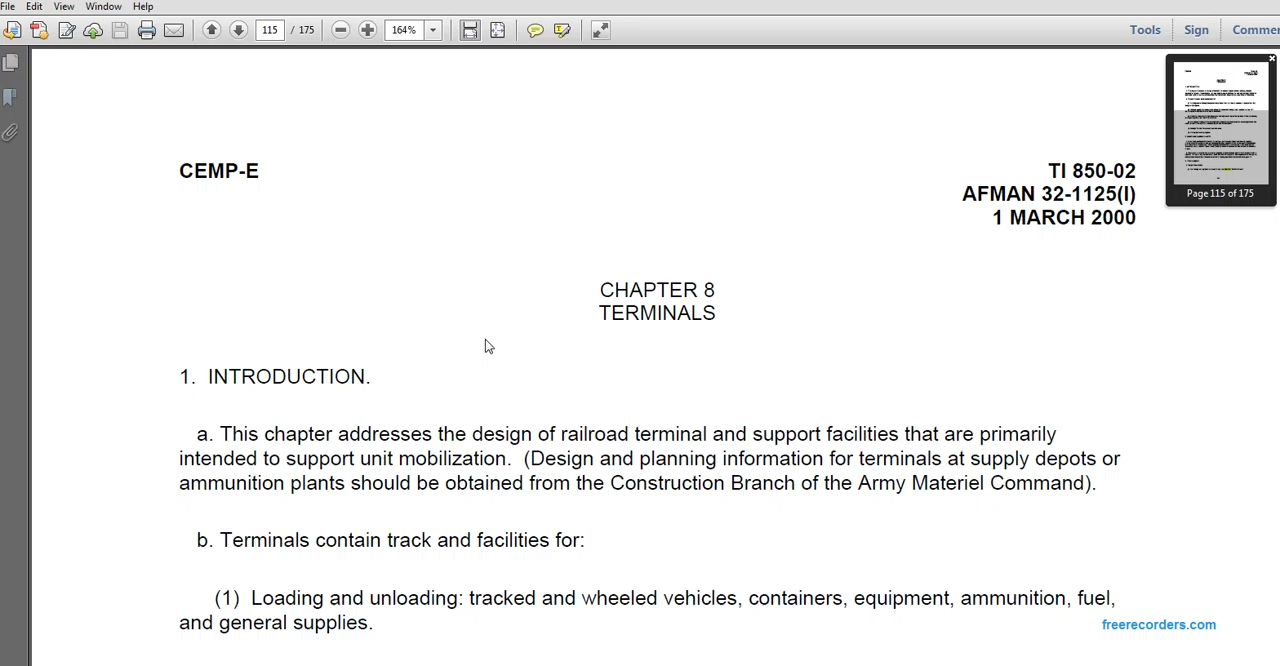 File Edit View Window Help
115 / 175 164% Tools Sign Commen
CEMP-E
TI 850-02
AFMAN 32-1125(I)
1 MARCH 2000
Page 115 of 175
CHAPTER 8
TERMINALS
1. INTRODUCTION.
a. This chapter addresses the design of railroad terminal and support facilities that are primarily
intended to support unit mobilization. (Design and planning information for terminals at supply depots or
ammunition plants should be obtained from the Construction Branch of the Army Materiel Command).
b. Terminals contain track and facilities for:
(1) Loading and unloading: tracked and wheeled vehicles, containers, equipment, ammunition, fuel,
and general supplies.
freerecorders.com